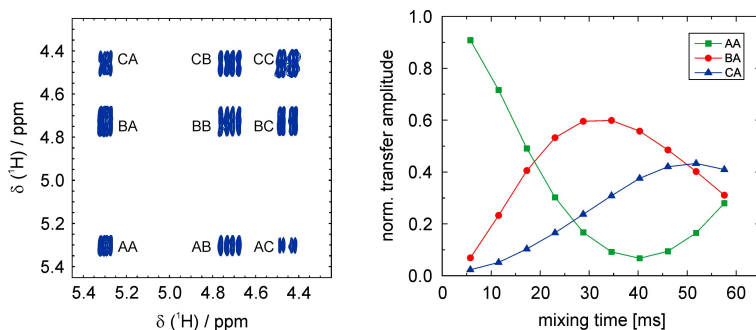 4.4
4.6
4.8
5.0
5.2
5.4
δ (¹H) / ppm
CA CB CC
BA BB BC
AA AB AC
5.4 5.2 5.0 4.8 4.6 4.4
δ (¹H) / ppm
1.0
0.8
0.6
0.4
0.2
0.0
norm. transfer amplitude
AA
BA
CA
0 10 20 30 40 50 60
mixing time [ms]